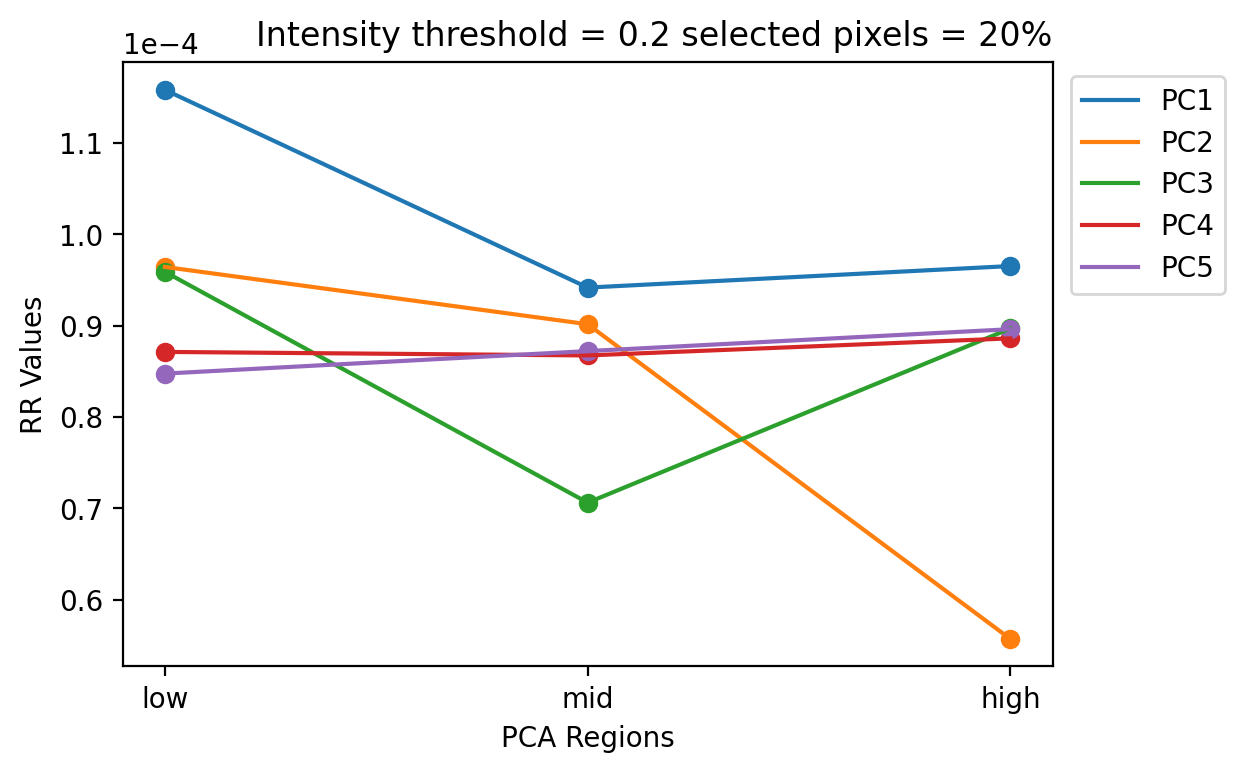 Intensity threshold = 0.2 selected pixels = 20%
1e−4
1.1
1.0
0.9
0.8
0.7
0.6
RR Values
low
mid
high
PCA Regions
PC1
PC2
PC3
PC4
PC5